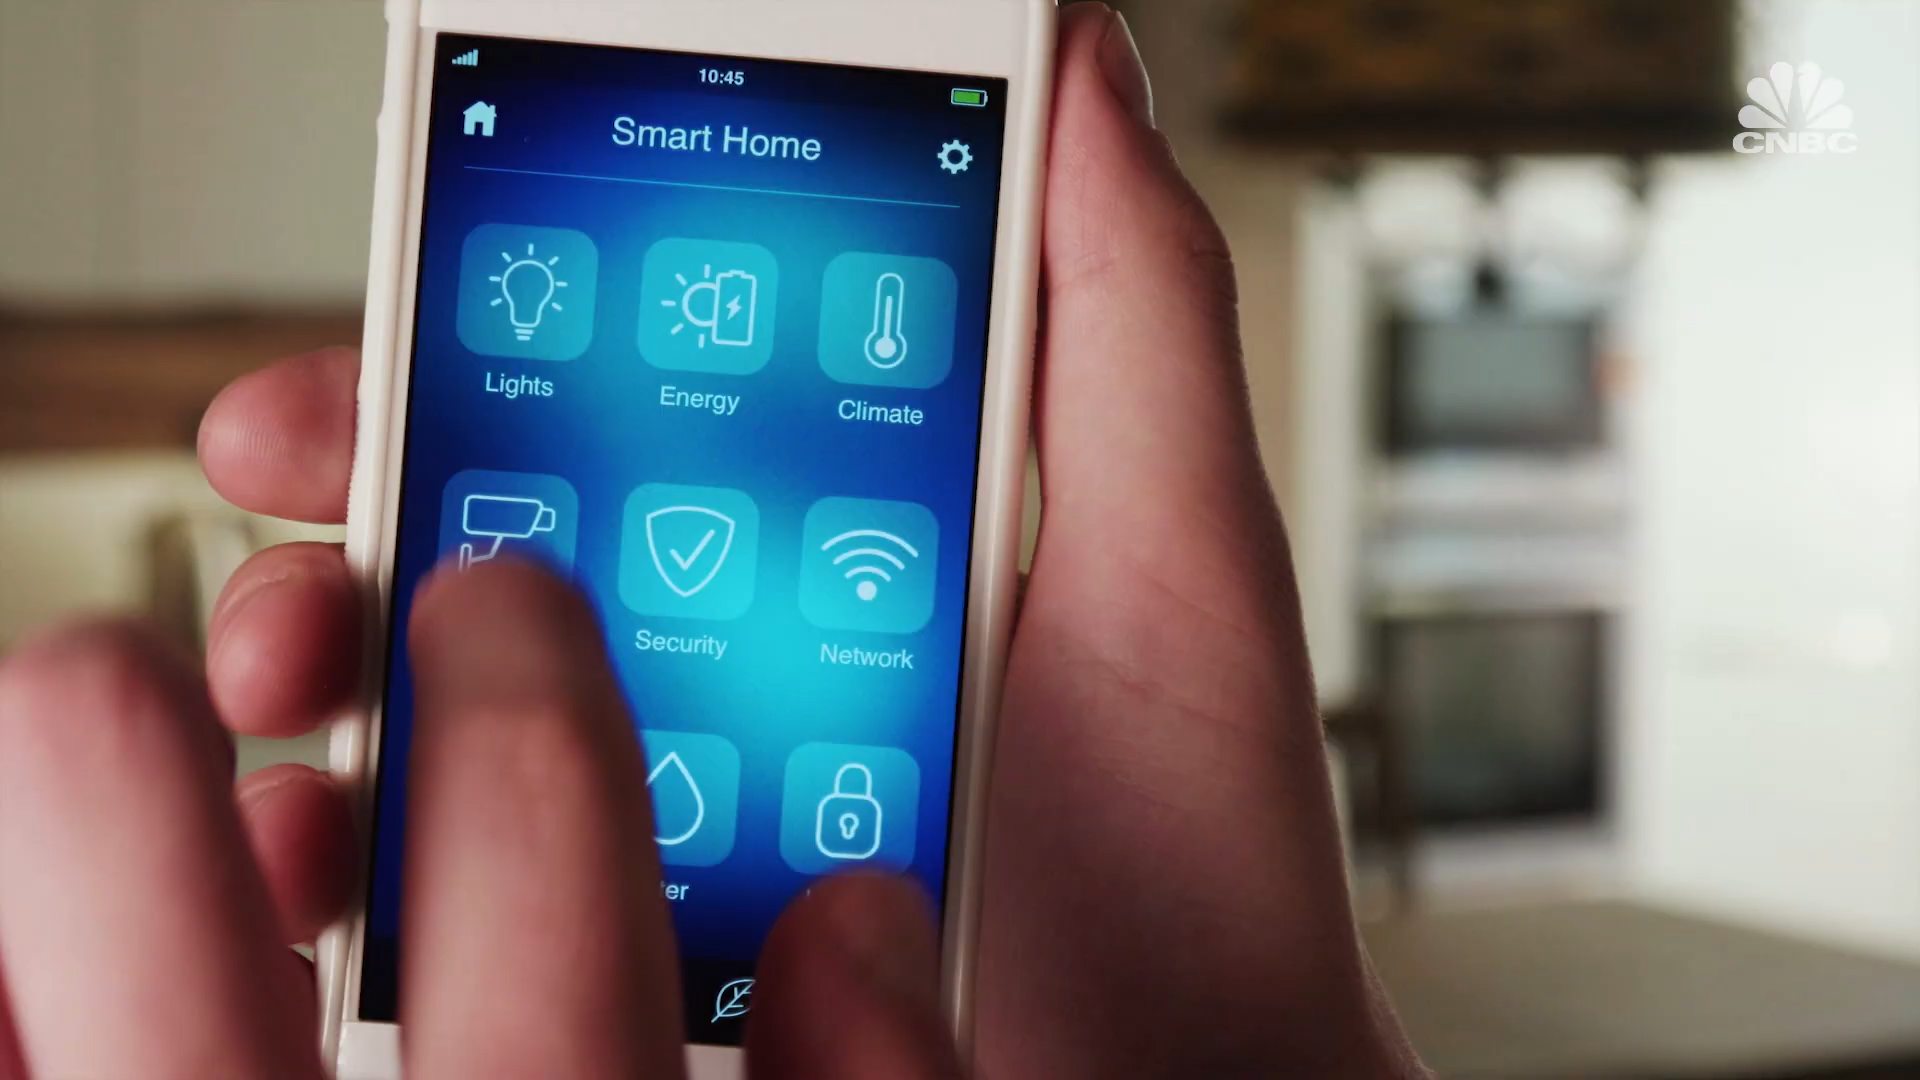 10:45
Smart Home
CNBC
Lights
Energy
Climate
Security
Network